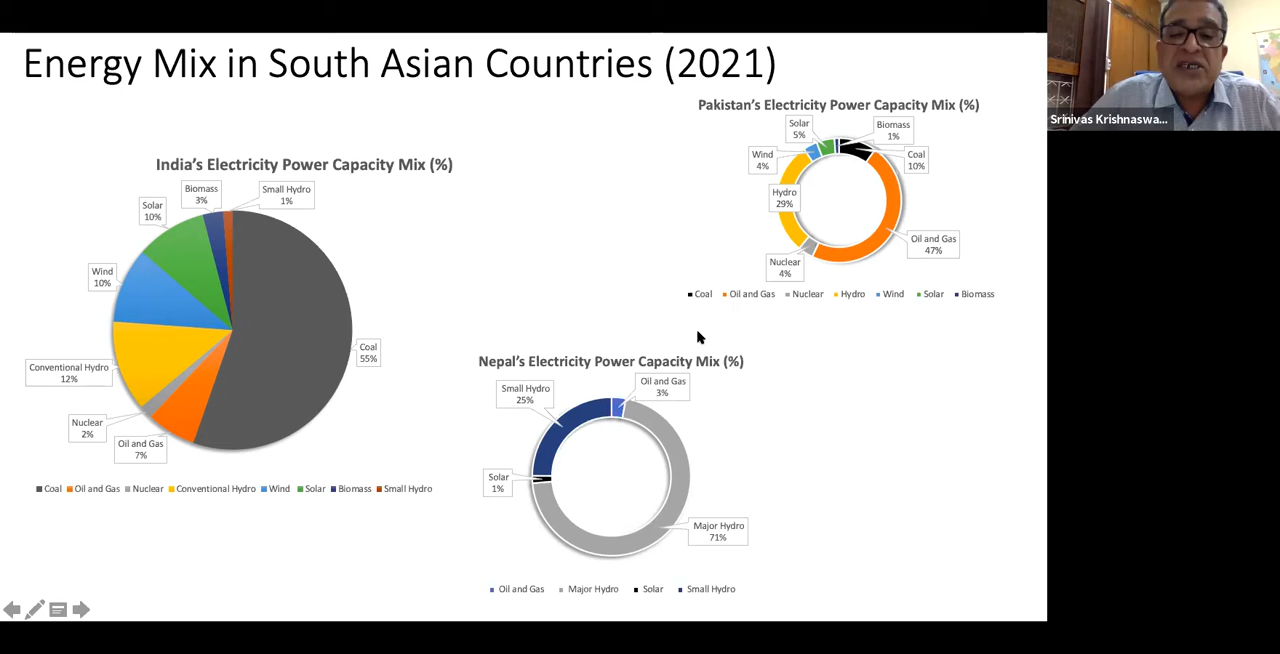 Energy Mix in South Asian Countries (2021)
India's Electricity Power Capacity Mix (%)
Biomass
3%
Small Hydro
1%
Solar
10%
Wind
10%
Conventional Hydro
12%
Nuclear
2%
Oil and Gas
7%
Coal
55%
Coal Oil and Gas Nuclear Conventional Hydro Wind Solar Biomass Small Hydro
Pakistan's Electricity Power Capacity Mix (%)
Solar
5%
Biomass
1%
Wind
4%
Coal
10%
Hydro
29%
Oil and Gas
47%
Nuclear
4%
Coal Oil and Gas Nuclear Hydro Wind Solar Biomass
Nepal's Electricity Power Capacity Mix (%)
Small Hydro
25%
Oil and Gas
3%
Solar
1%
Major Hydro
71%
Oil and Gas Major Hydro Solar Small Hydro
Srinivas Krishnaswa...